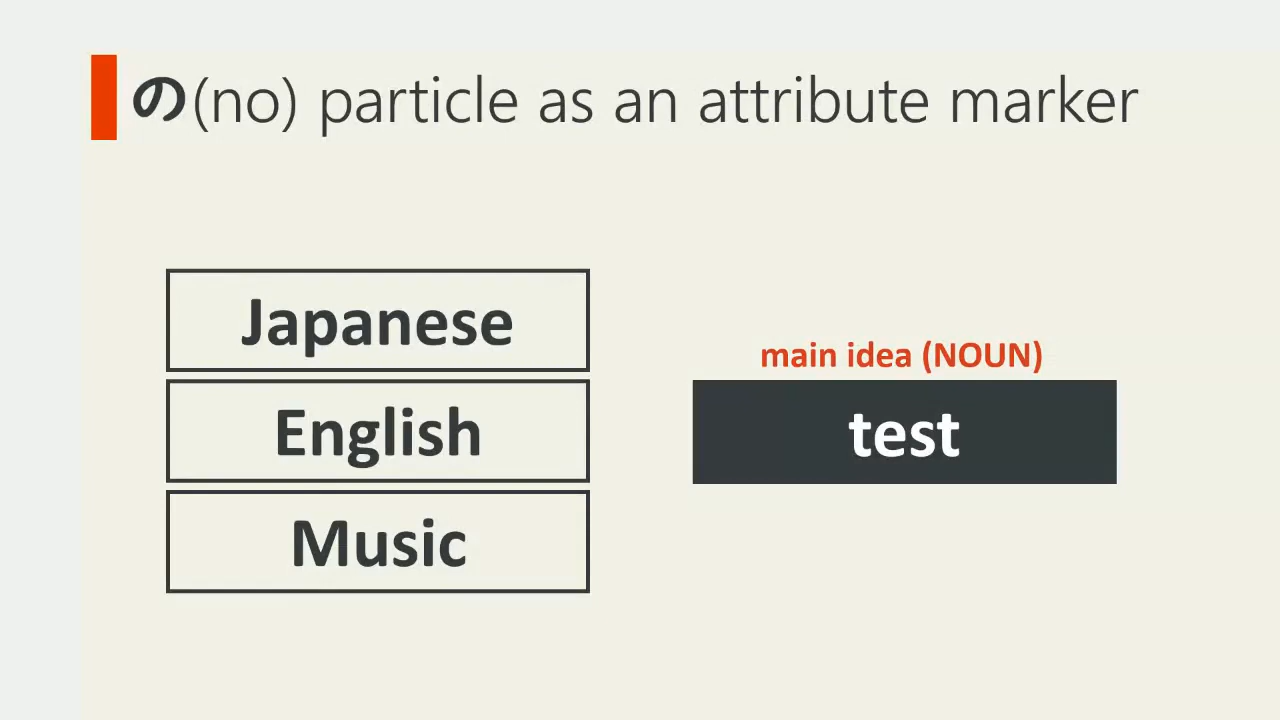 の(no) particle as an attribute marker
Japanese
English
Music
main idea (NOUN)
test